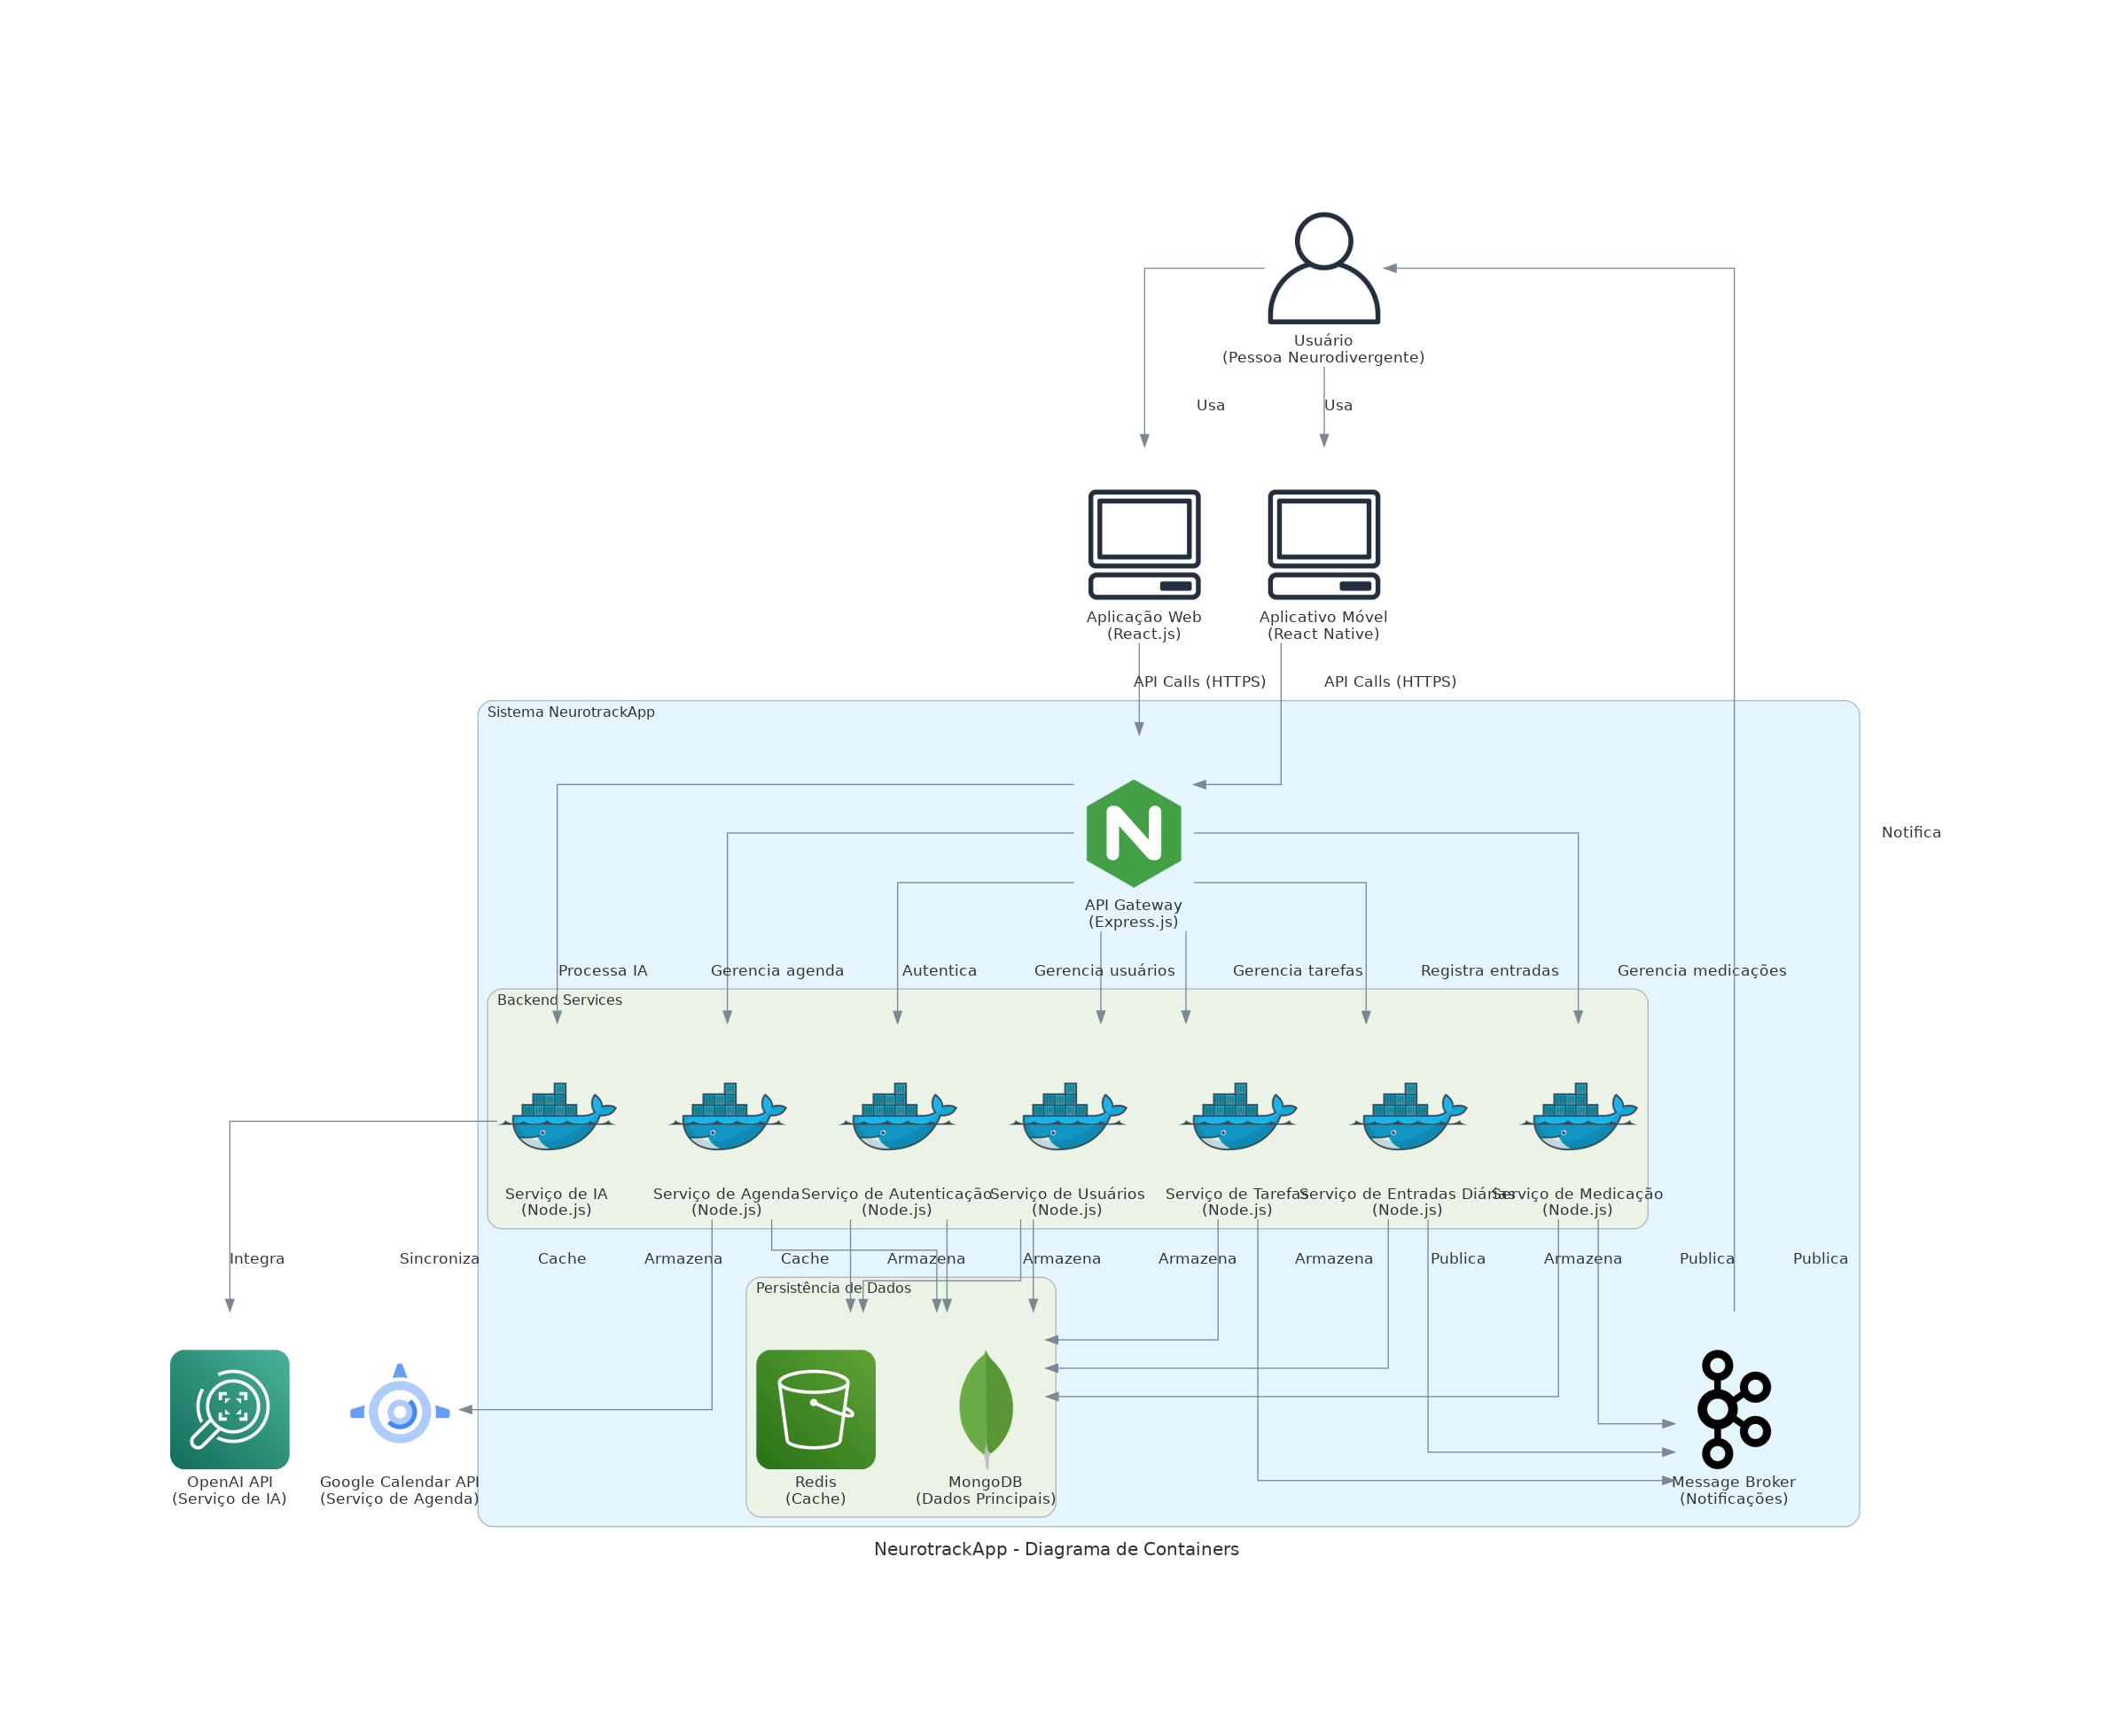 Usuário
(Pessoa Neurodivergente)
Usa
Usa
Aplicação Web
(React.js)
Aplicativo Móvel
(React Native)
API Calls (HTTPS)
API Calls (HTTPS)
Sistema NeurotrackApp
Notifica
API Gateway
(Express.js)
Processa IA
Gerencia agenda
Autentica
Gerencia usuários
Gerencia tarefas
Registra entradas
Gerencia medicações
Backend Services
Serviço de IA
(Node.js)
Serviço de Agenda
(Node.js)
Serviço de Autenticação
(Node.js)
Serviço de Usuários
(Node.js)
Serviço de Tarefas
(Node.js)
Serviço de Entradas Diárias
(Node.js)
Serviço de Medicação
(Node.js)
Integra
Sincroniza
Cache
Armazena
Cache
Armazena
Armazena
Armazena
Armazena
Publica
Armazena
Publica
Publica
Persistência de Dados
OpenAI API
(Serviço de IA)
Google Calendar API
(Serviço de Agenda)
Redis
(Cache)
MongoDB
(Dados Principais)
Message Broker
(Notificações)
NeurotrackApp - Diagrama de Containers